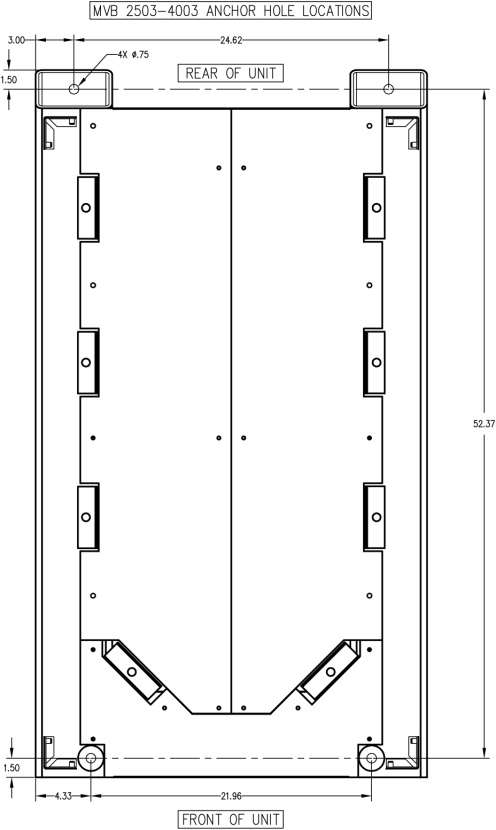 MVB 2503-4003 ANCHOR HOLE LOCATIONS
3.00
24.62
4X ø.75
1.50
REAR OF UNIT
52.37
1.50
4.33
21.96
FRONT OF UNIT